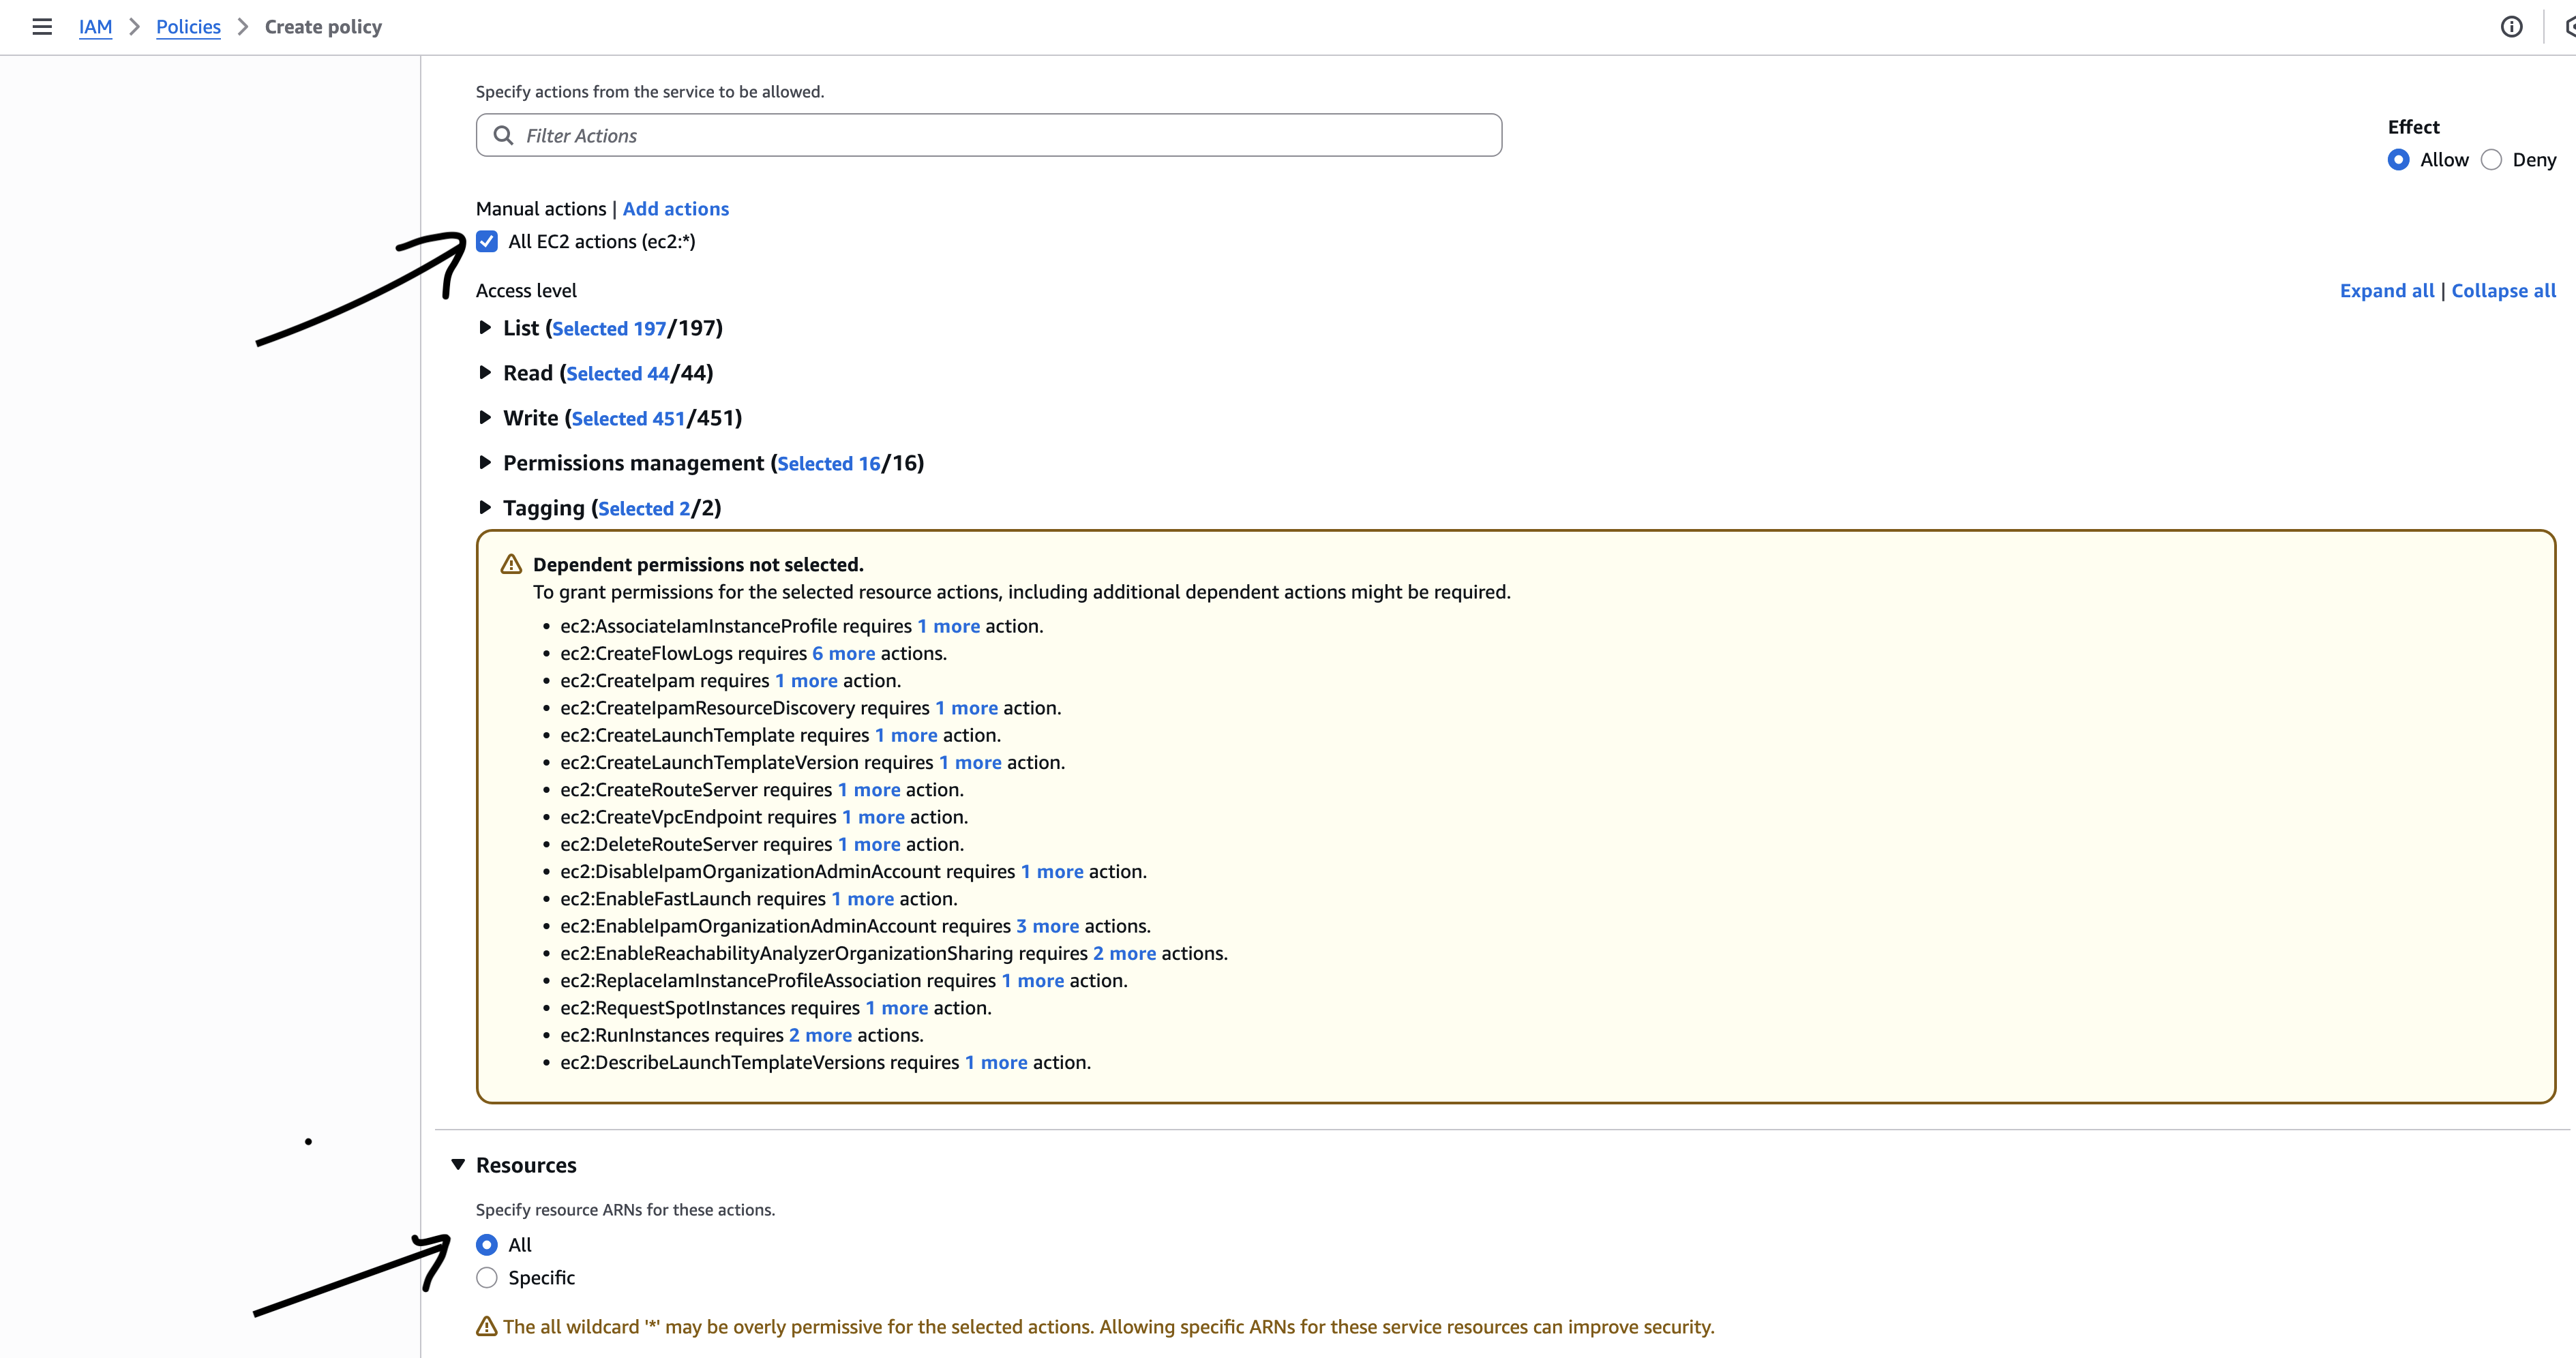 IAM > Policies > Create policy
Specify actions from the service to be allowed.
Filter Actions
Effect
Allow Deny
Manual actions | Add actions
All EC2 actions (ec2:*)
Access level
Expand all | Collapse all
List (Selected 197/197)
Read (Selected 44/44)
Write (Selected 451/451)
Permissions management (Selected 16/16)
Tagging (Selected 2/2)
Dependent permissions not selected.
To grant permissions for the selected resource actions, including additional dependent actions might be required.
• ec2:AssociateIamInstanceProfile requires 1 more action.
• ec2:CreateFlowLogs requires 6 more actions.
• ec2:CreateIpam requires 1 more action.
• ec2:CreateIpamResourceDiscovery requires 1 more action.
• ec2:CreateLaunchTemplate requires 1 more action.
• ec2:CreateLaunchTemplateVersion requires 1 more action.
• ec2:CreateRouteServer requires 1 more action.
• ec2:CreateVpcEndpoint requires 1 more action.
• ec2:DeleteRouteServer requires 1 more action.
• ec2:DisableIpamOrganizationAdminAccount requires 1 more action.
• ec2:EnableFastLaunch requires 1 more action.
• ec2:EnableIpamOrganizationAdminAccount requires 3 more actions.
• ec2:EnableReachabilityAnalyzerOrganizationSharing requires 2 more actions.
• ec2:ReplaceIamInstanceProfileAssociation requires 1 more action.
• ec2:RequestSpotInstances requires 1 more action.
• ec2:RunInstances requires 2 more actions.
• ec2:DescribeLaunchTemplateVersions requires 1 more action.
Resources
Specify resource ARNs for these actions.
All
Specific
The all wildcard '*' may be overly permissive for the selected actions. Allowing specific ARNs for these service resources can improve security.